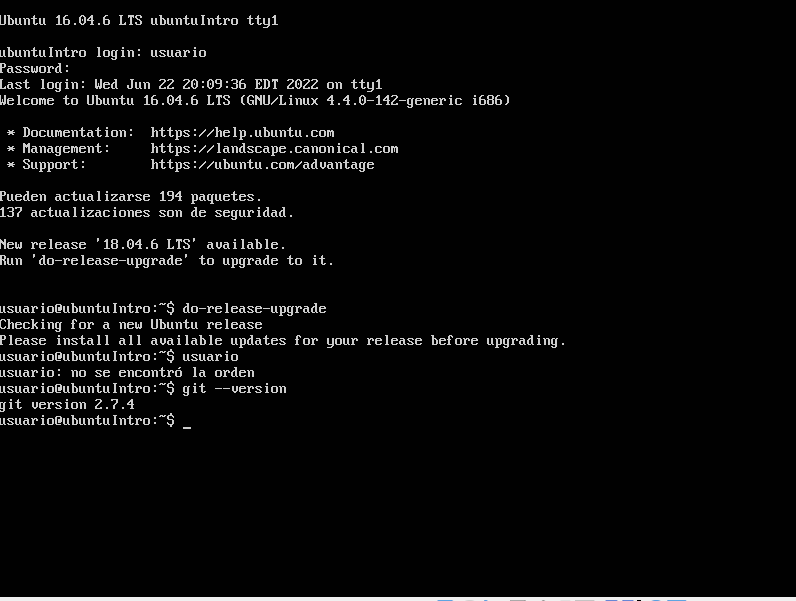 Ubuntu 16.04.6 LTS ubuntuIntro tty1
ubuntuIntro login: usuario
Password:
Last login: Wed Jun 22 20:09:36 EDT 2022 on tty1
Welcome to Ubuntu 16.04.6 LTS (GNU/Linux 4.4.0-142-generic i686)
* Documentation:  https://help.ubuntu.com
* Management:     https://landscape.canonical.com
* Support:        https://ubuntu.com/advantage
Pueden actualizarse 194 paquetes.
137 actualizaciones son de seguridad.
New release '18.04.6 LTS' available.
Run 'do-release-upgrade' to upgrade to it.
usuario@ubuntuIntro:~$ do-release-upgrade
Checking for a new Ubuntu release
Please install all available updates for your release before upgrading.
usuario@ubuntuIntro:~$ usuario
usuario: no se encontró la orden
usuario@ubuntuIntro:~$ git --version
git version 2.7.4
usuario@ubuntuIntro:~$ _